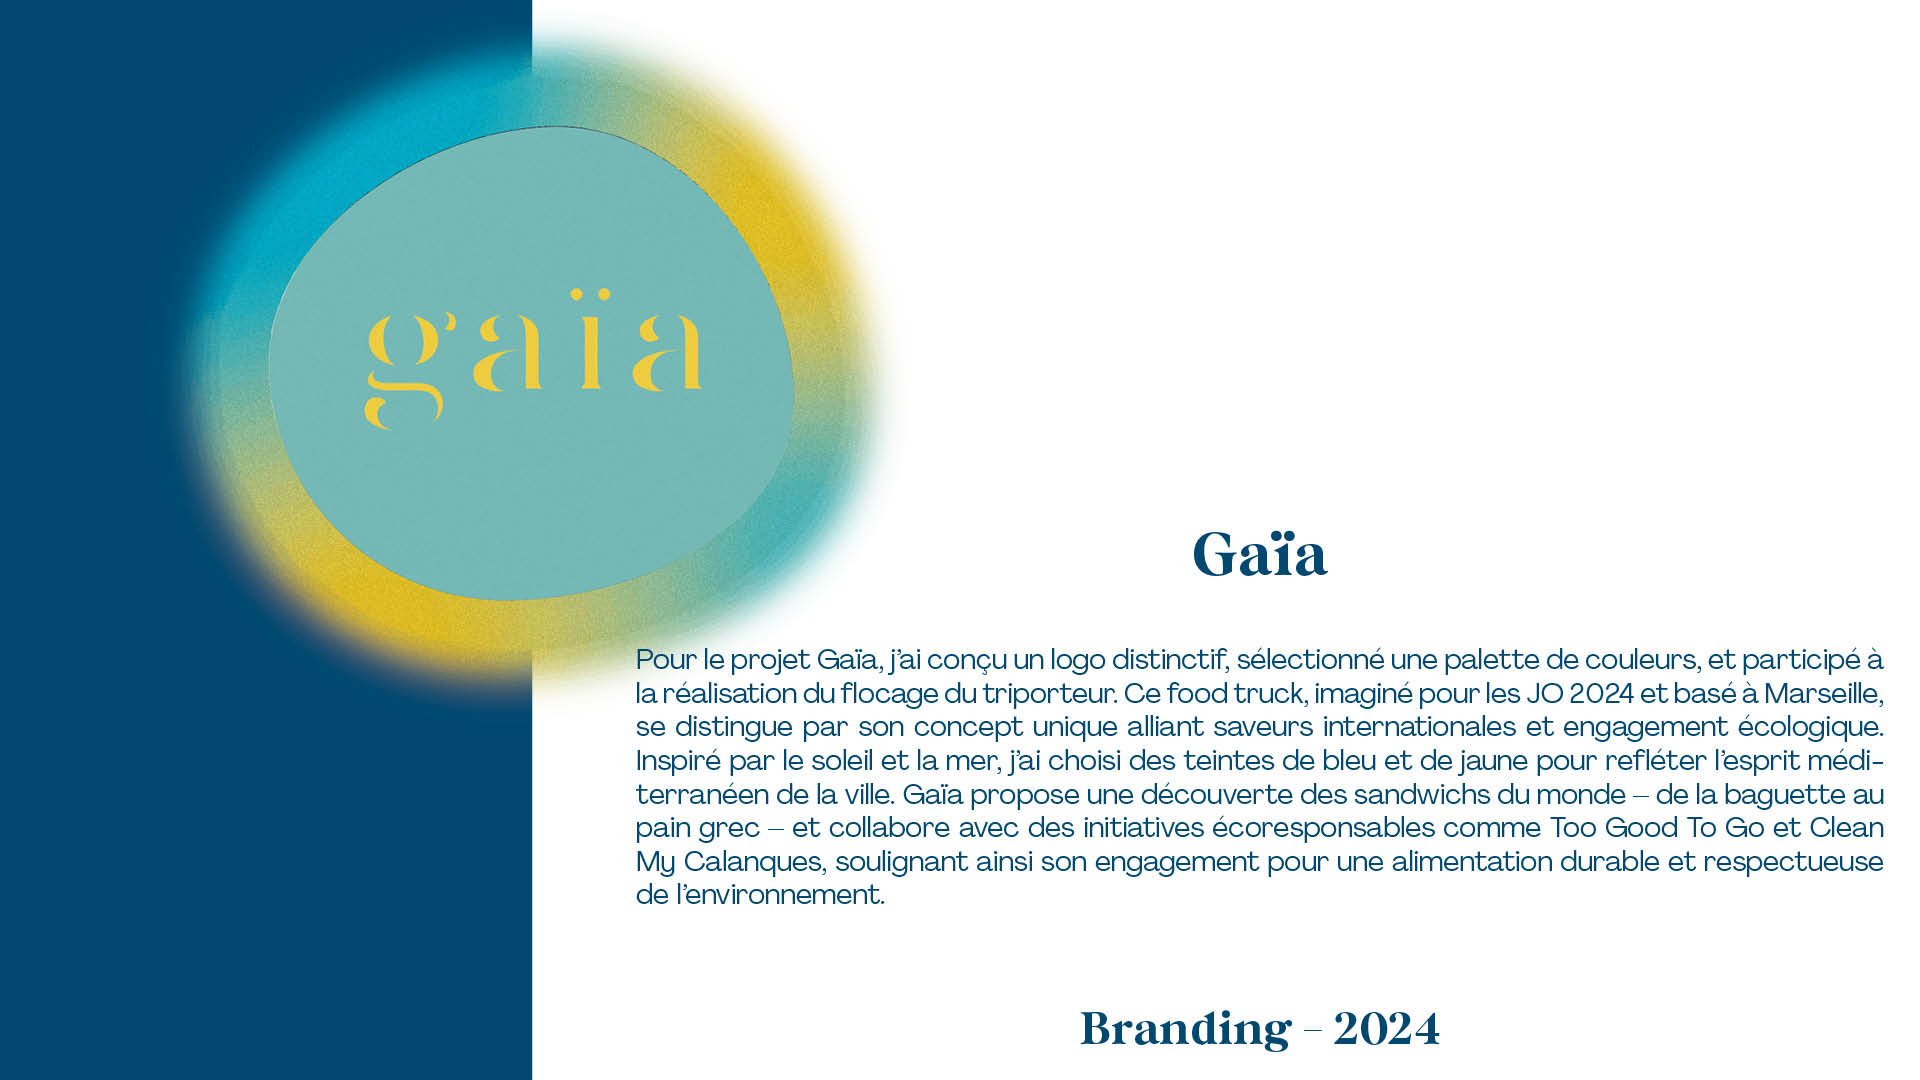 gaïa
Gaïa
Pour le projet Gaïa, j’ai conçu un logo distinctif, sélectionné une palette de couleurs, et participé à
la réalisation du flocage du triporteur. Ce food truck, imaginé pour les JO 2024 et basé à Marseille,
se distingue par son concept unique alliant saveurs internationales et engagement écologique.
Inspiré par le soleil et la mer, j’ai choisi des teintes de bleu et de jaune pour refléter l’esprit médi-
terranéen de la ville. Gaïa propose une découverte des sandwichs du monde – de la baguette au
pain grec – et collabore avec des initiatives écoresponsables comme Too Good To Go et Clean
My Calanques, soulignant ainsi son engagement pour une alimentation durable et respectueuse
de l’environnement.
Branding – 2024